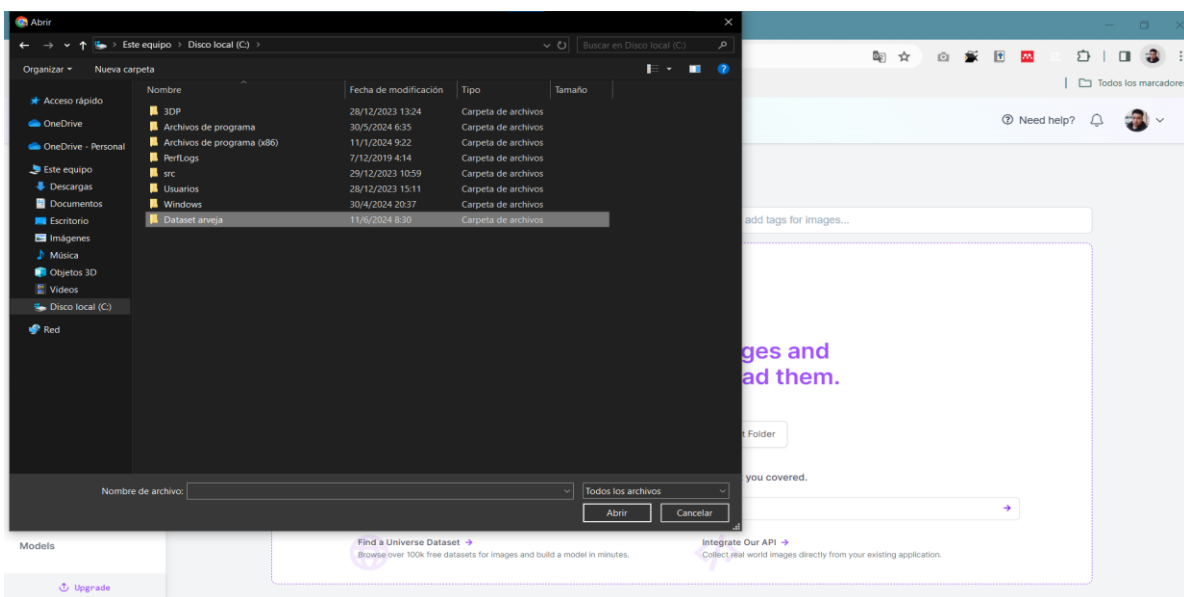 Abrir
Este equipo > Disco local (C:) >
Buscar en Disco local (C:)
Organizar
Nueva carpeta
Nombre Fecha de modificación Tipo Tamaño
3DP 28/12/2023 13:24 Carpeta de archivos
Archivos de programa 30/5/2024 6:35 Carpeta de archivos
Archivos de programa (x86) 11/1/2024 9:22 Carpeta de archivos
PerfLogs 7/12/2019 4:14 Carpeta de archivos
src 29/12/2023 10:59 Carpeta de archivos
Usuarios 28/12/2023 15:11 Carpeta de archivos
Windows 30/4/2024 20:37 Carpeta de archivos
Dataset arveja 11/6/2024 8:30 Carpeta de archivos
Acceso rápido
OneDrive
OneDrive - Personal
Este equipo
Descargas
Documentos
Escritorio
Imágenes
Música
Objetos 3D
Videos
Disco local (C:)
Red
Nombre de archivo:
Todos los archivos
Abrir
Cancelar
Todos los marcadores
Need help?
add tags for images...
ges and
ad them.
t Folder
you covered.
Models
Upgrade
Find a Universe Dataset →
Browse over 100k free datasets for images and build a model in minutes.
Integrate Our API →
Collect real world images directly from your existing application.